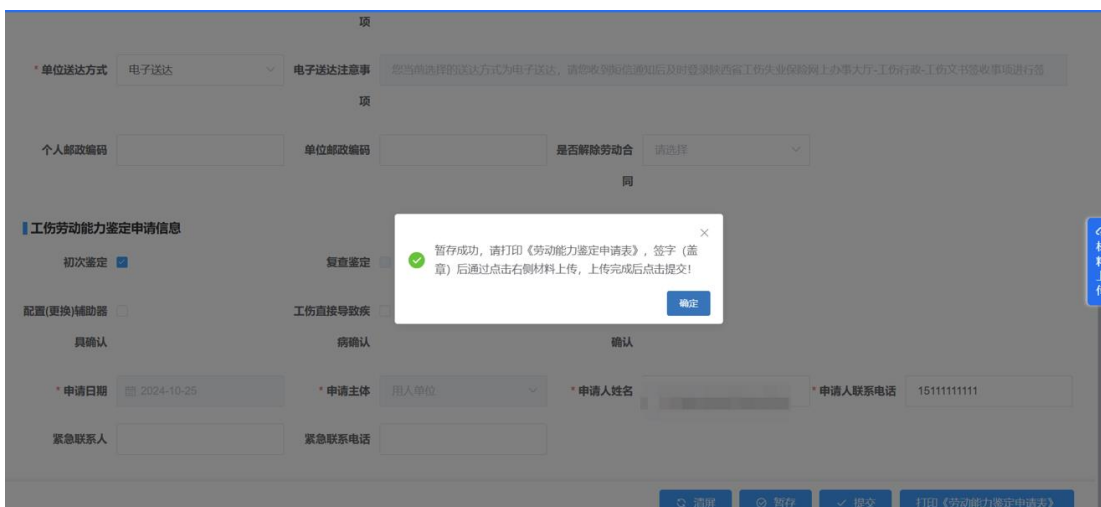 项
* 单位送达方式 电子送达 电子送达注意事 您当前选择的送达方式为电子送达，请您收到短信通知后及时登录陕西省工伤失业保险网上办事大厅-工伤行政-工伤文书签收事项进行签
项
个人邮政编码 单位邮政编码 是否解除劳动合 请选择
同
工伤劳动能力鉴定申请信息
初次鉴定 复查鉴定
暂存成功，请打印《劳动能力鉴定申请表》，签字（盖
章）后通过点击右侧材料上传，上传完成后点击提交！
确定
配置(更换)辅助器 工伤直接导致疾
具确认 病确认 确认
* 申请日期 2024-10-25 * 申请主体 用人单位 * 申请人姓名 * 申请人联系电话 15111111111
紧急联系人 紧急联系电话
清屏 暂存 提交 打印《劳动能力鉴定申请表》